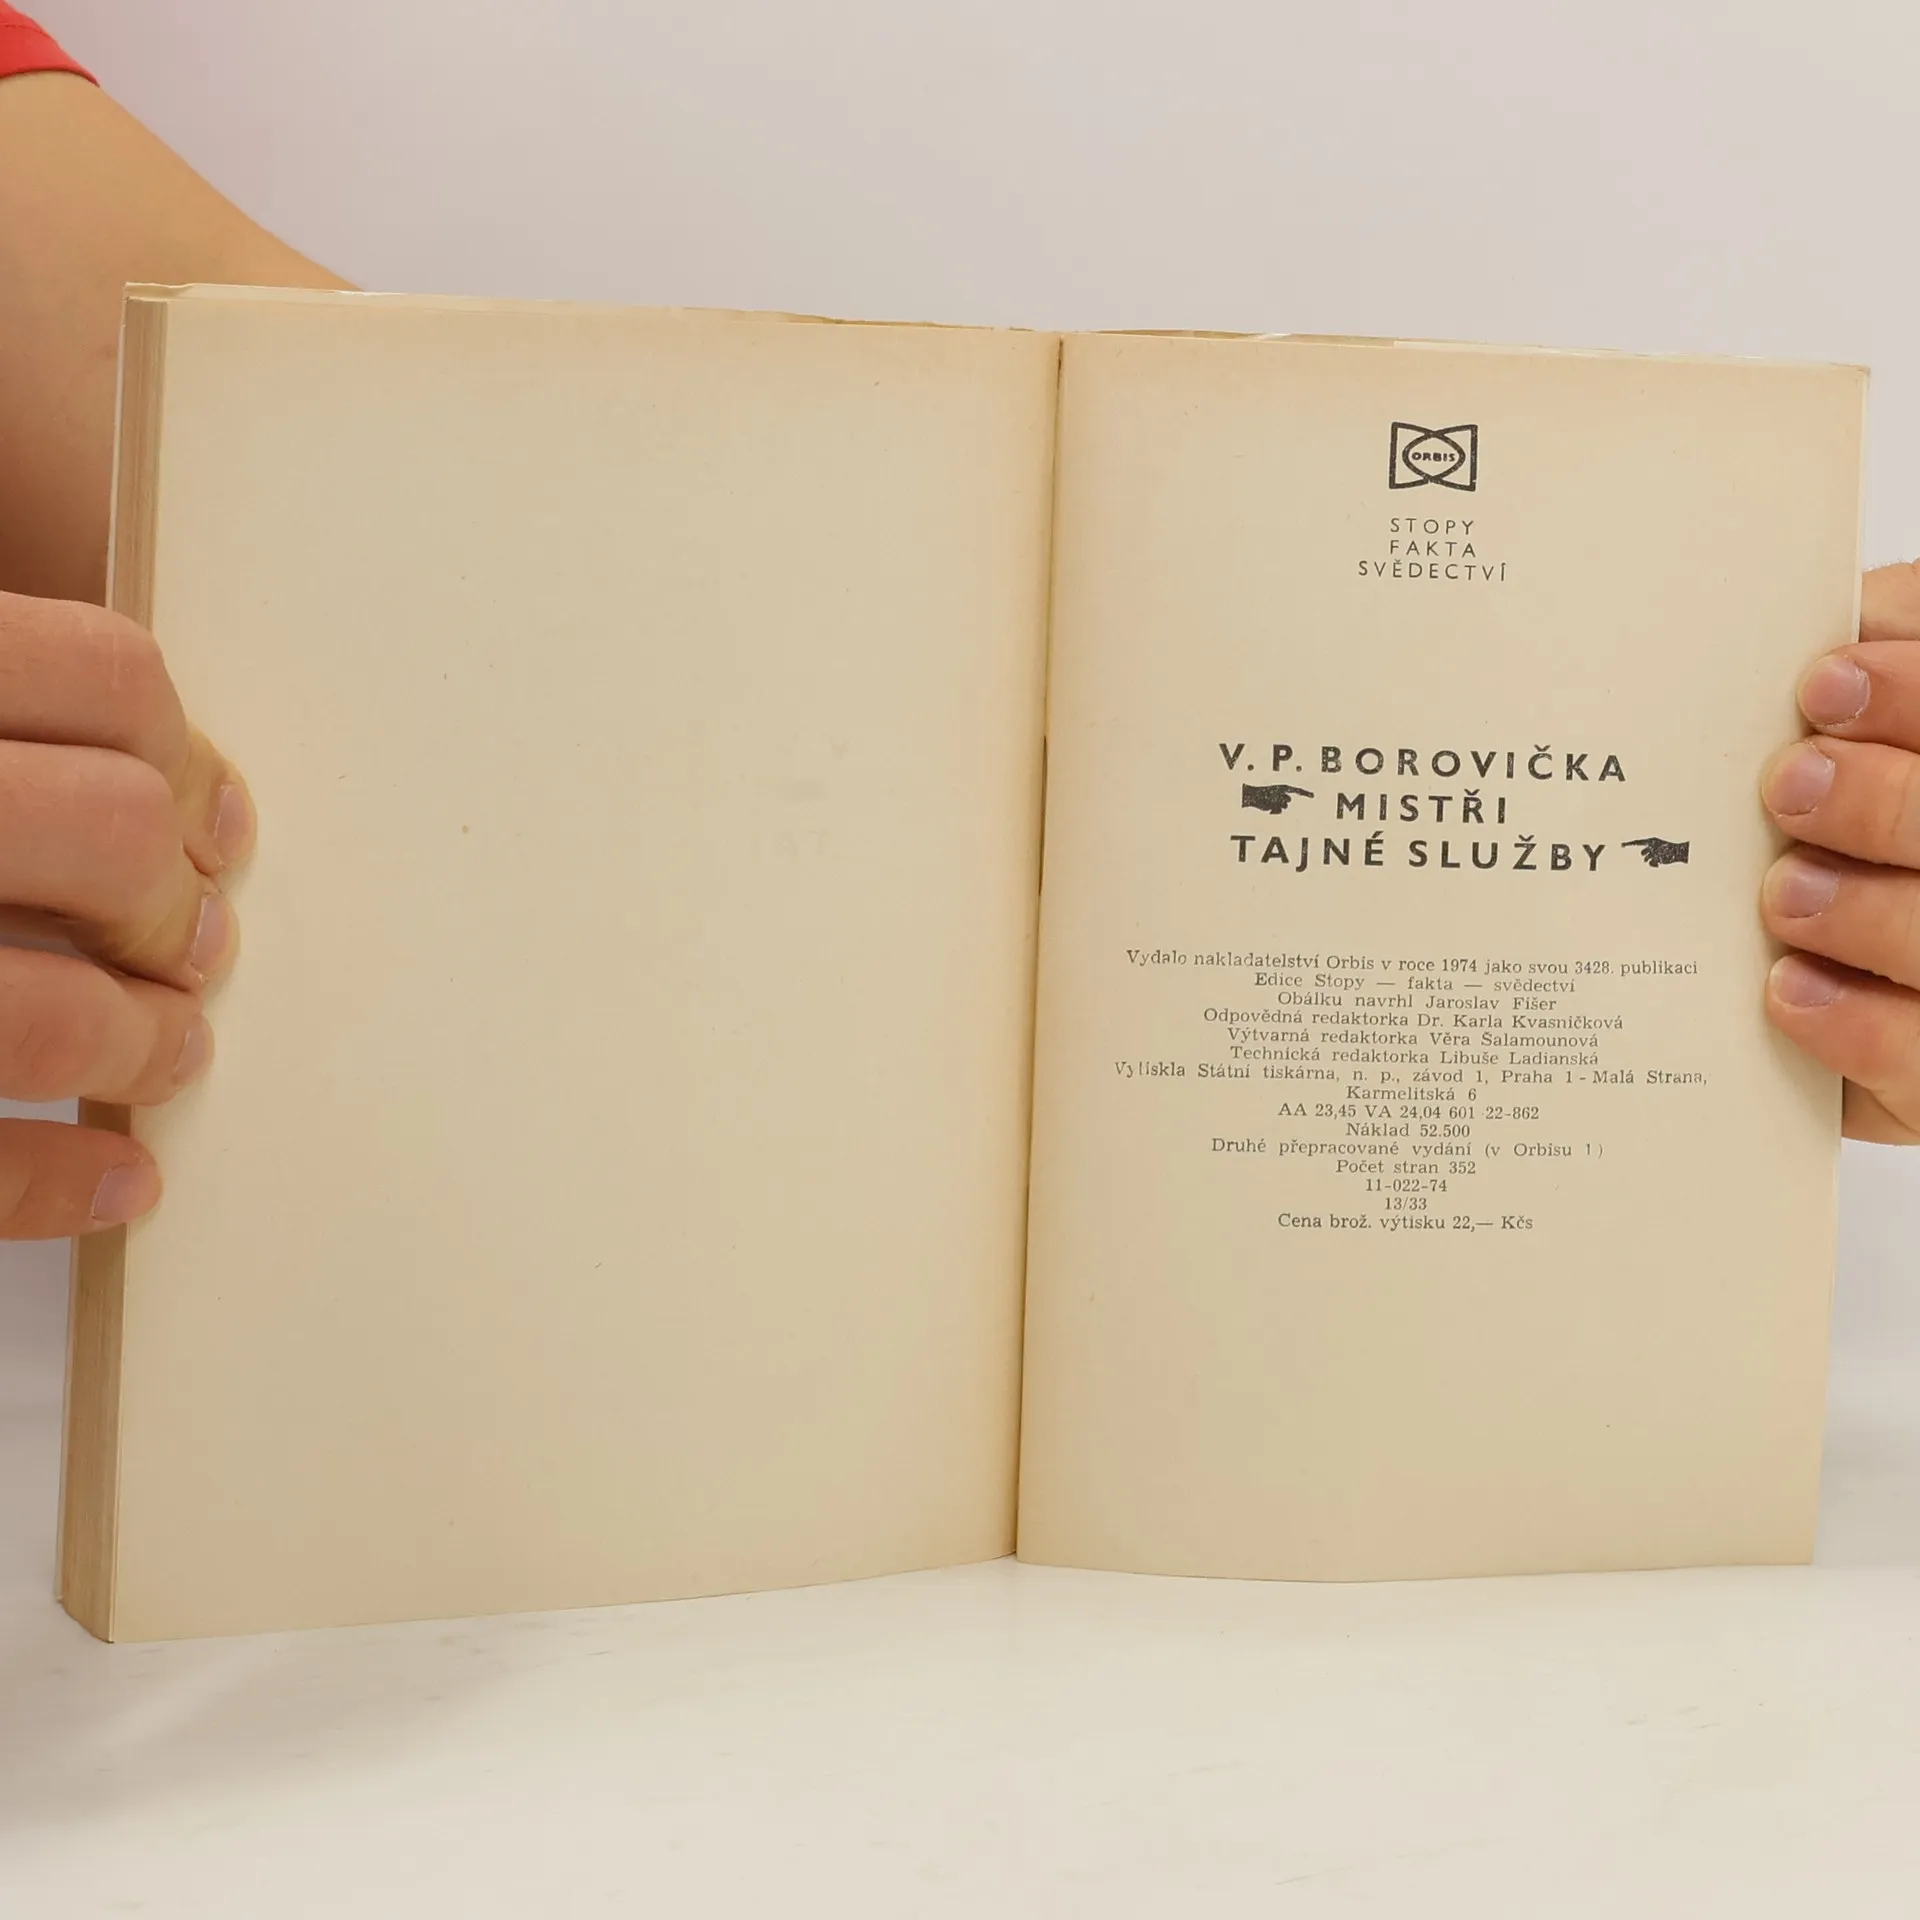 ORBIS
STOPY
FAKTA
SVĚDECTVÍ
V. P. BOROVIČKA
MISTŘI
TAJNÉ SLUŽBY
Vydalo nakladatelství Orbis v roce 1974 jako svou 3428. publikaci
Edice Stopy — fakta — svědectví
Obálku navrhl Jaroslav Fišer
Odpovědná redaktorka Dr. Karla Kvasničková
Výtvarná redaktorka Věra Šalamounová
Technická redaktorka Libuše Ladianská
Vytiskla Státní tiskárna, n. p., závod 1, Praha 1 - Malá Strana,
Karmelitská 6
AA 23,45 VA 24,04 601 22-862
Náklad 52.500
Druhé přepracované vydání (v Orbisu 1)
Počet stran 352
11-022-74
13/33
Cena brož. výtisku 22,— Kčs